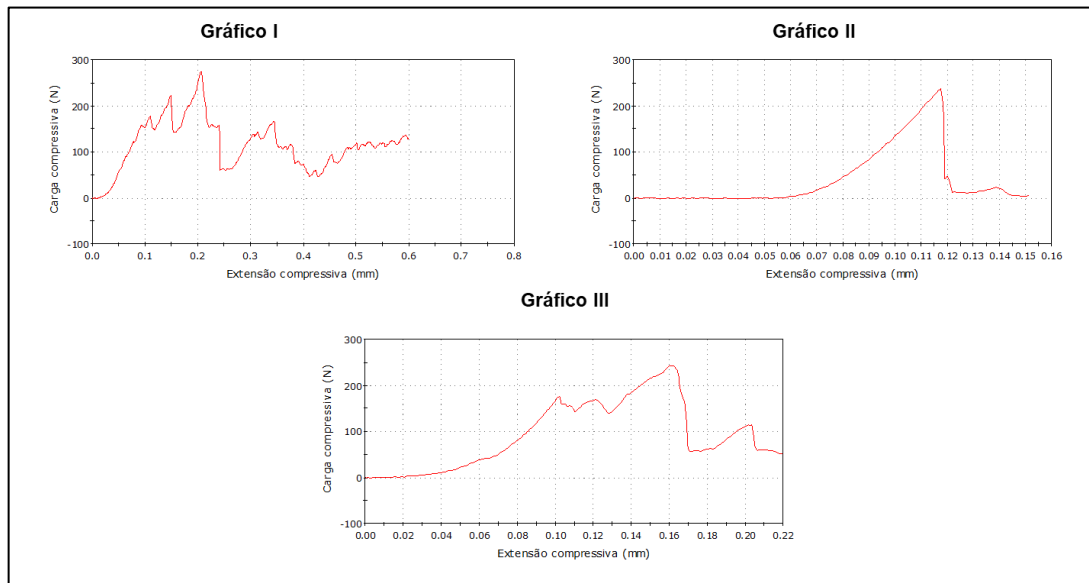 Gráfico I
Gráfico II
300
200
100
0
-100
Carga compressiva (N)
0.0 0.1 0.2 0.3 0.4 0.5 0.6 0.7 0.8
Extensão compressiva (mm)
300
200
100
0
-100
Carga compressiva (N)
0.00 0.01 0.02 0.03 0.04 0.05 0.06 0.07 0.08 0.09 0.10 0.11 0.12 0.13 0.14 0.15 0.16
Extensão compressiva (mm)
Gráfico III
300
200
100
0
-100
Carga compressiva (N)
0.00 0.02 0.04 0.06 0.08 0.10 0.12 0.14 0.16 0.18 0.20 0.22
Extensão compressiva (mm)